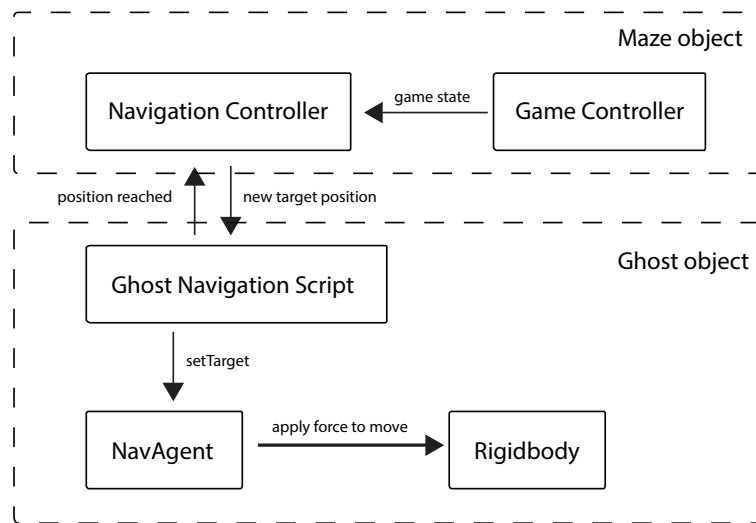 Maze object
Navigation Controller
game state
Game Controller
position reached
new target position
Ghost object
Ghost Navigation Script
setTarget
NavAgent
apply force to move
Rigidbody